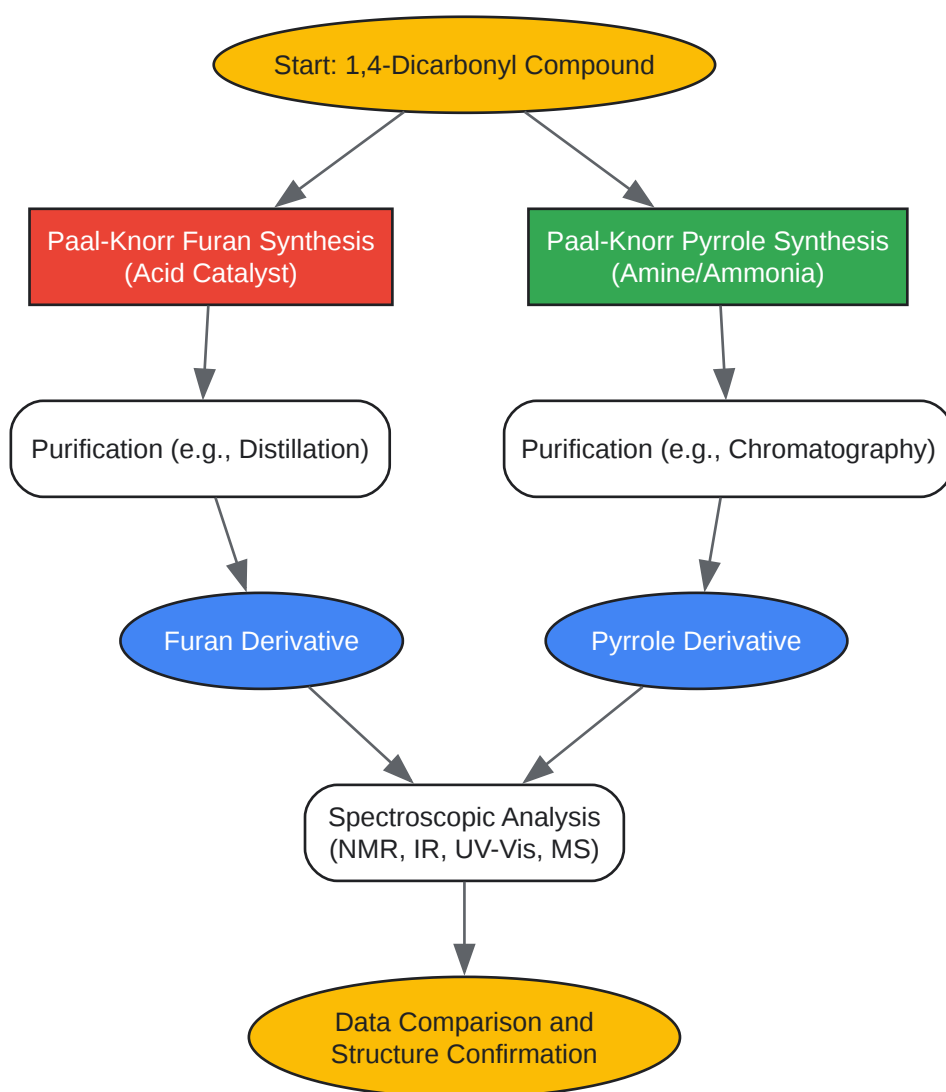 Start: 1,4-Dicarbonyl Compound
Paal-Knorr Furan Synthesis
(Acid Catalyst)
Paal-Knorr Pyrrole Synthesis
(Amine/Ammonia)
Purification (e.g., Distillation)
Purification (e.g., Chromatography)
Furan Derivative
Pyrrole Derivative
Spectroscopic Analysis
(NMR, IR, UV-Vis, MS)
Data Comparison and
Structure Confirmation